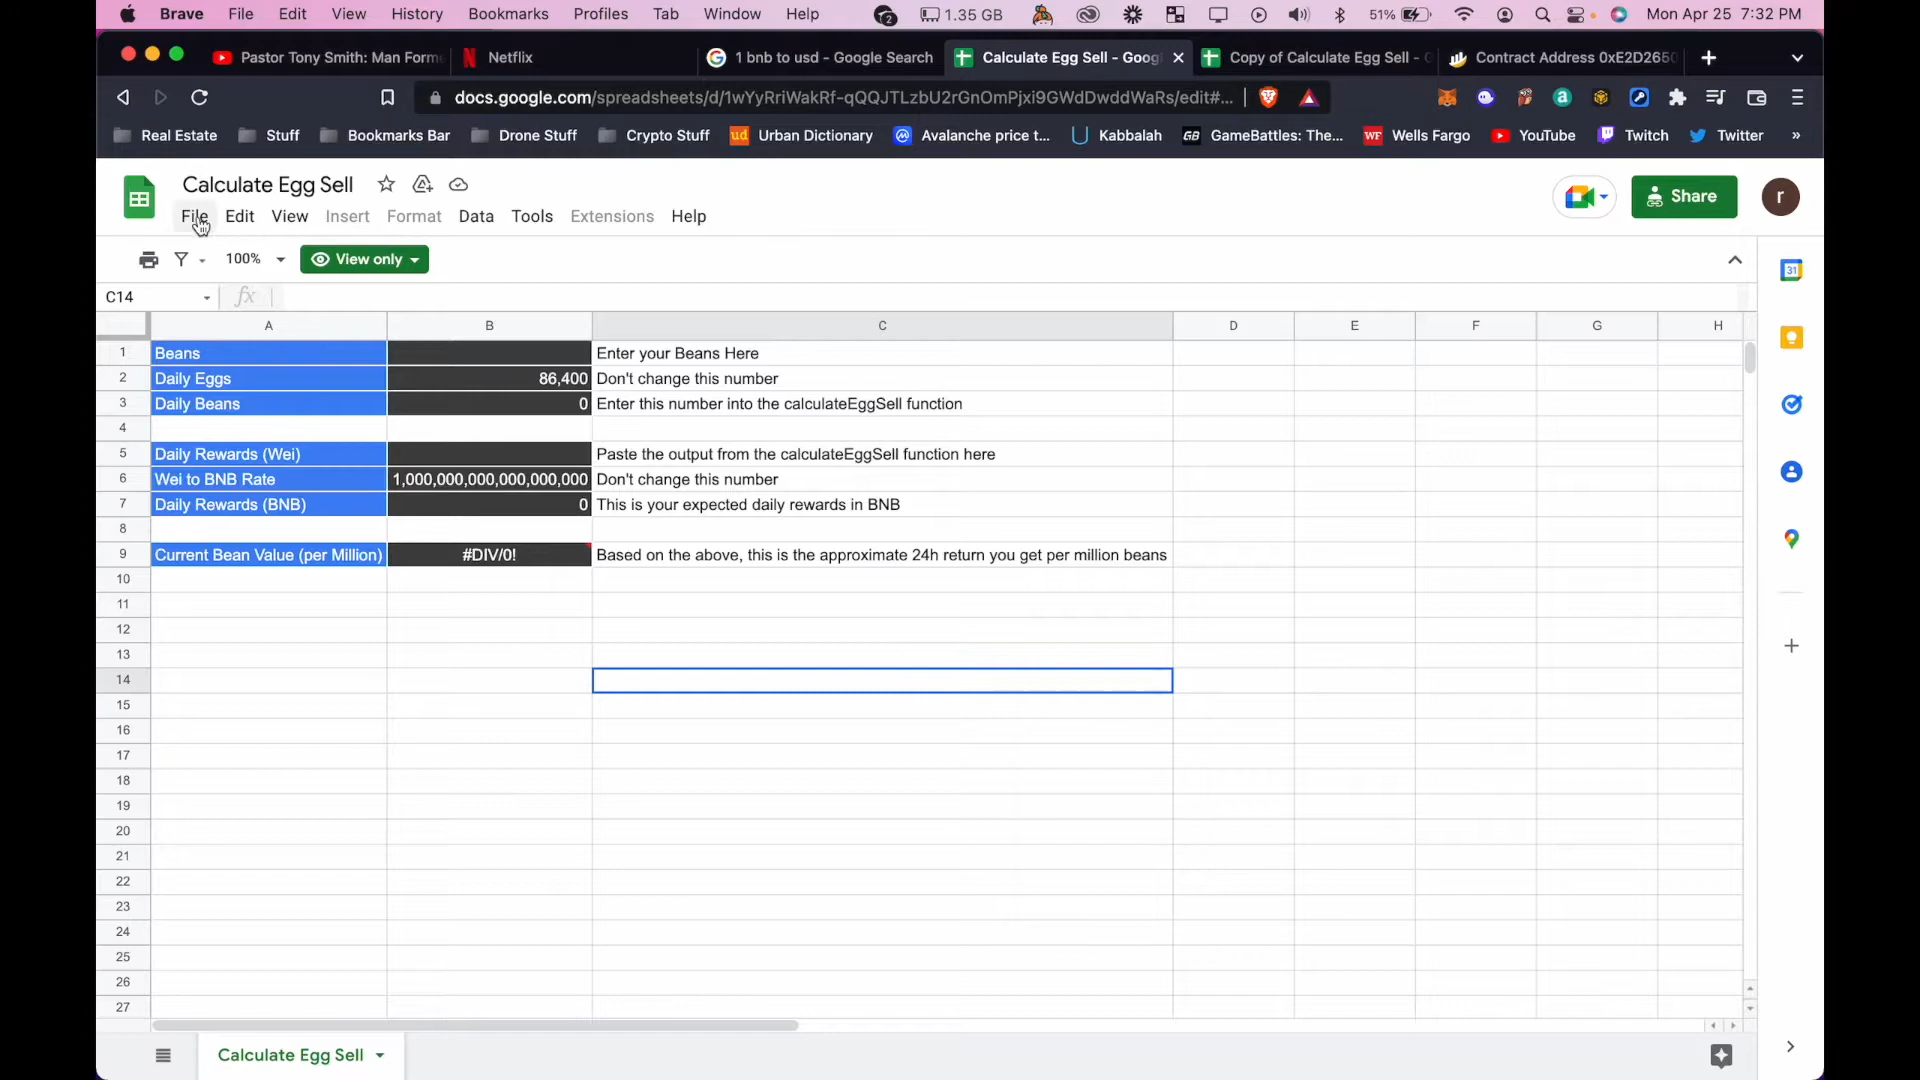 Brave File Edit View History Bookmarks Profiles Tab Window Help 2 1.35 GB 51% Mon Apr 25 7:32 PM
Pastor Tony Smith: Man Forme Netflix 1 bnb to usd - Google Search Calculate Egg Sell - Goog Copy of Calculate Egg Sell - Contract Address 0xE2D2650
docs.google.com/spreadsheets/d/1wYyRriWakRf-qQQJTLzbU2rGnOmPjxi9GWdDwddWaRs/edit#...
Real Estate Stuff Bookmarks Bar Drone Stuff Crypto Stuff ud Urban Dictionary Avalanche price t... Kabbalah GB GameBattles: The... WF Wells Fargo YouTube Twitch Twitter »
Calculate Egg Sell
Share r
File Edit View Insert Format Data Tools Extensions Help
100% View only
31
C14 fx
A B C D E F G H
1 Beans Enter your Beans Here
2 Daily Eggs 86,400 Don't change this number
3 Daily Beans 0 Enter this number into the calculateEggSell function
4
5 Daily Rewards (Wei) Paste the output from the calculateEggSell function here
6 Wei to BNB Rate 1,000,000,000,000,000,000 Don't change this number
7 Daily Rewards (BNB) 0 This is your expected daily rewards in BNB
8
9 Current Bean Value (per Million) #DIV/0! Based on the above, this is the approximate 24h return you get per million beans
10
11
12
13
14
15
16
17
18
19
20
21
22
23
24
25
26
27
Calculate Egg Sell